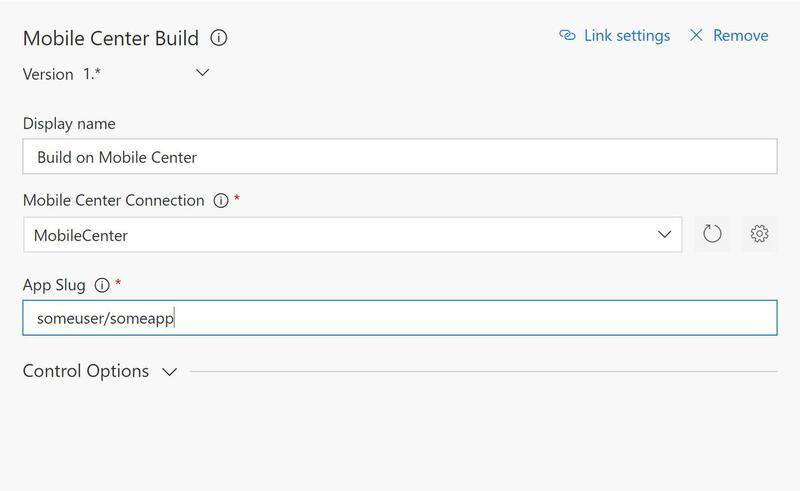 Mobile Center Build
Link settings
Remove
Version 1.*
Display name
Build on Mobile Center
Mobile Center Connection *
MobileCenter
App Slug *
someuser/someapp
Control Options